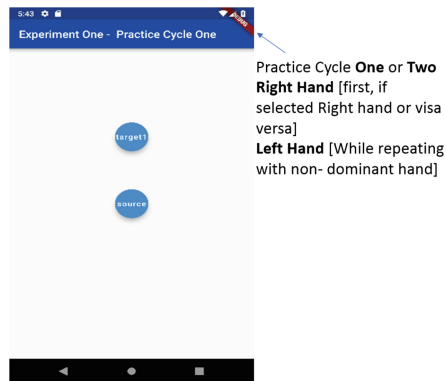 5:43
DEBUG
Experiment One - Practice Cycle One
target1
source
Practice Cycle One or Two
Right Hand [first, if
selected Right hand or visa
versa]
Left Hand [While repeating
with non- dominant hand]